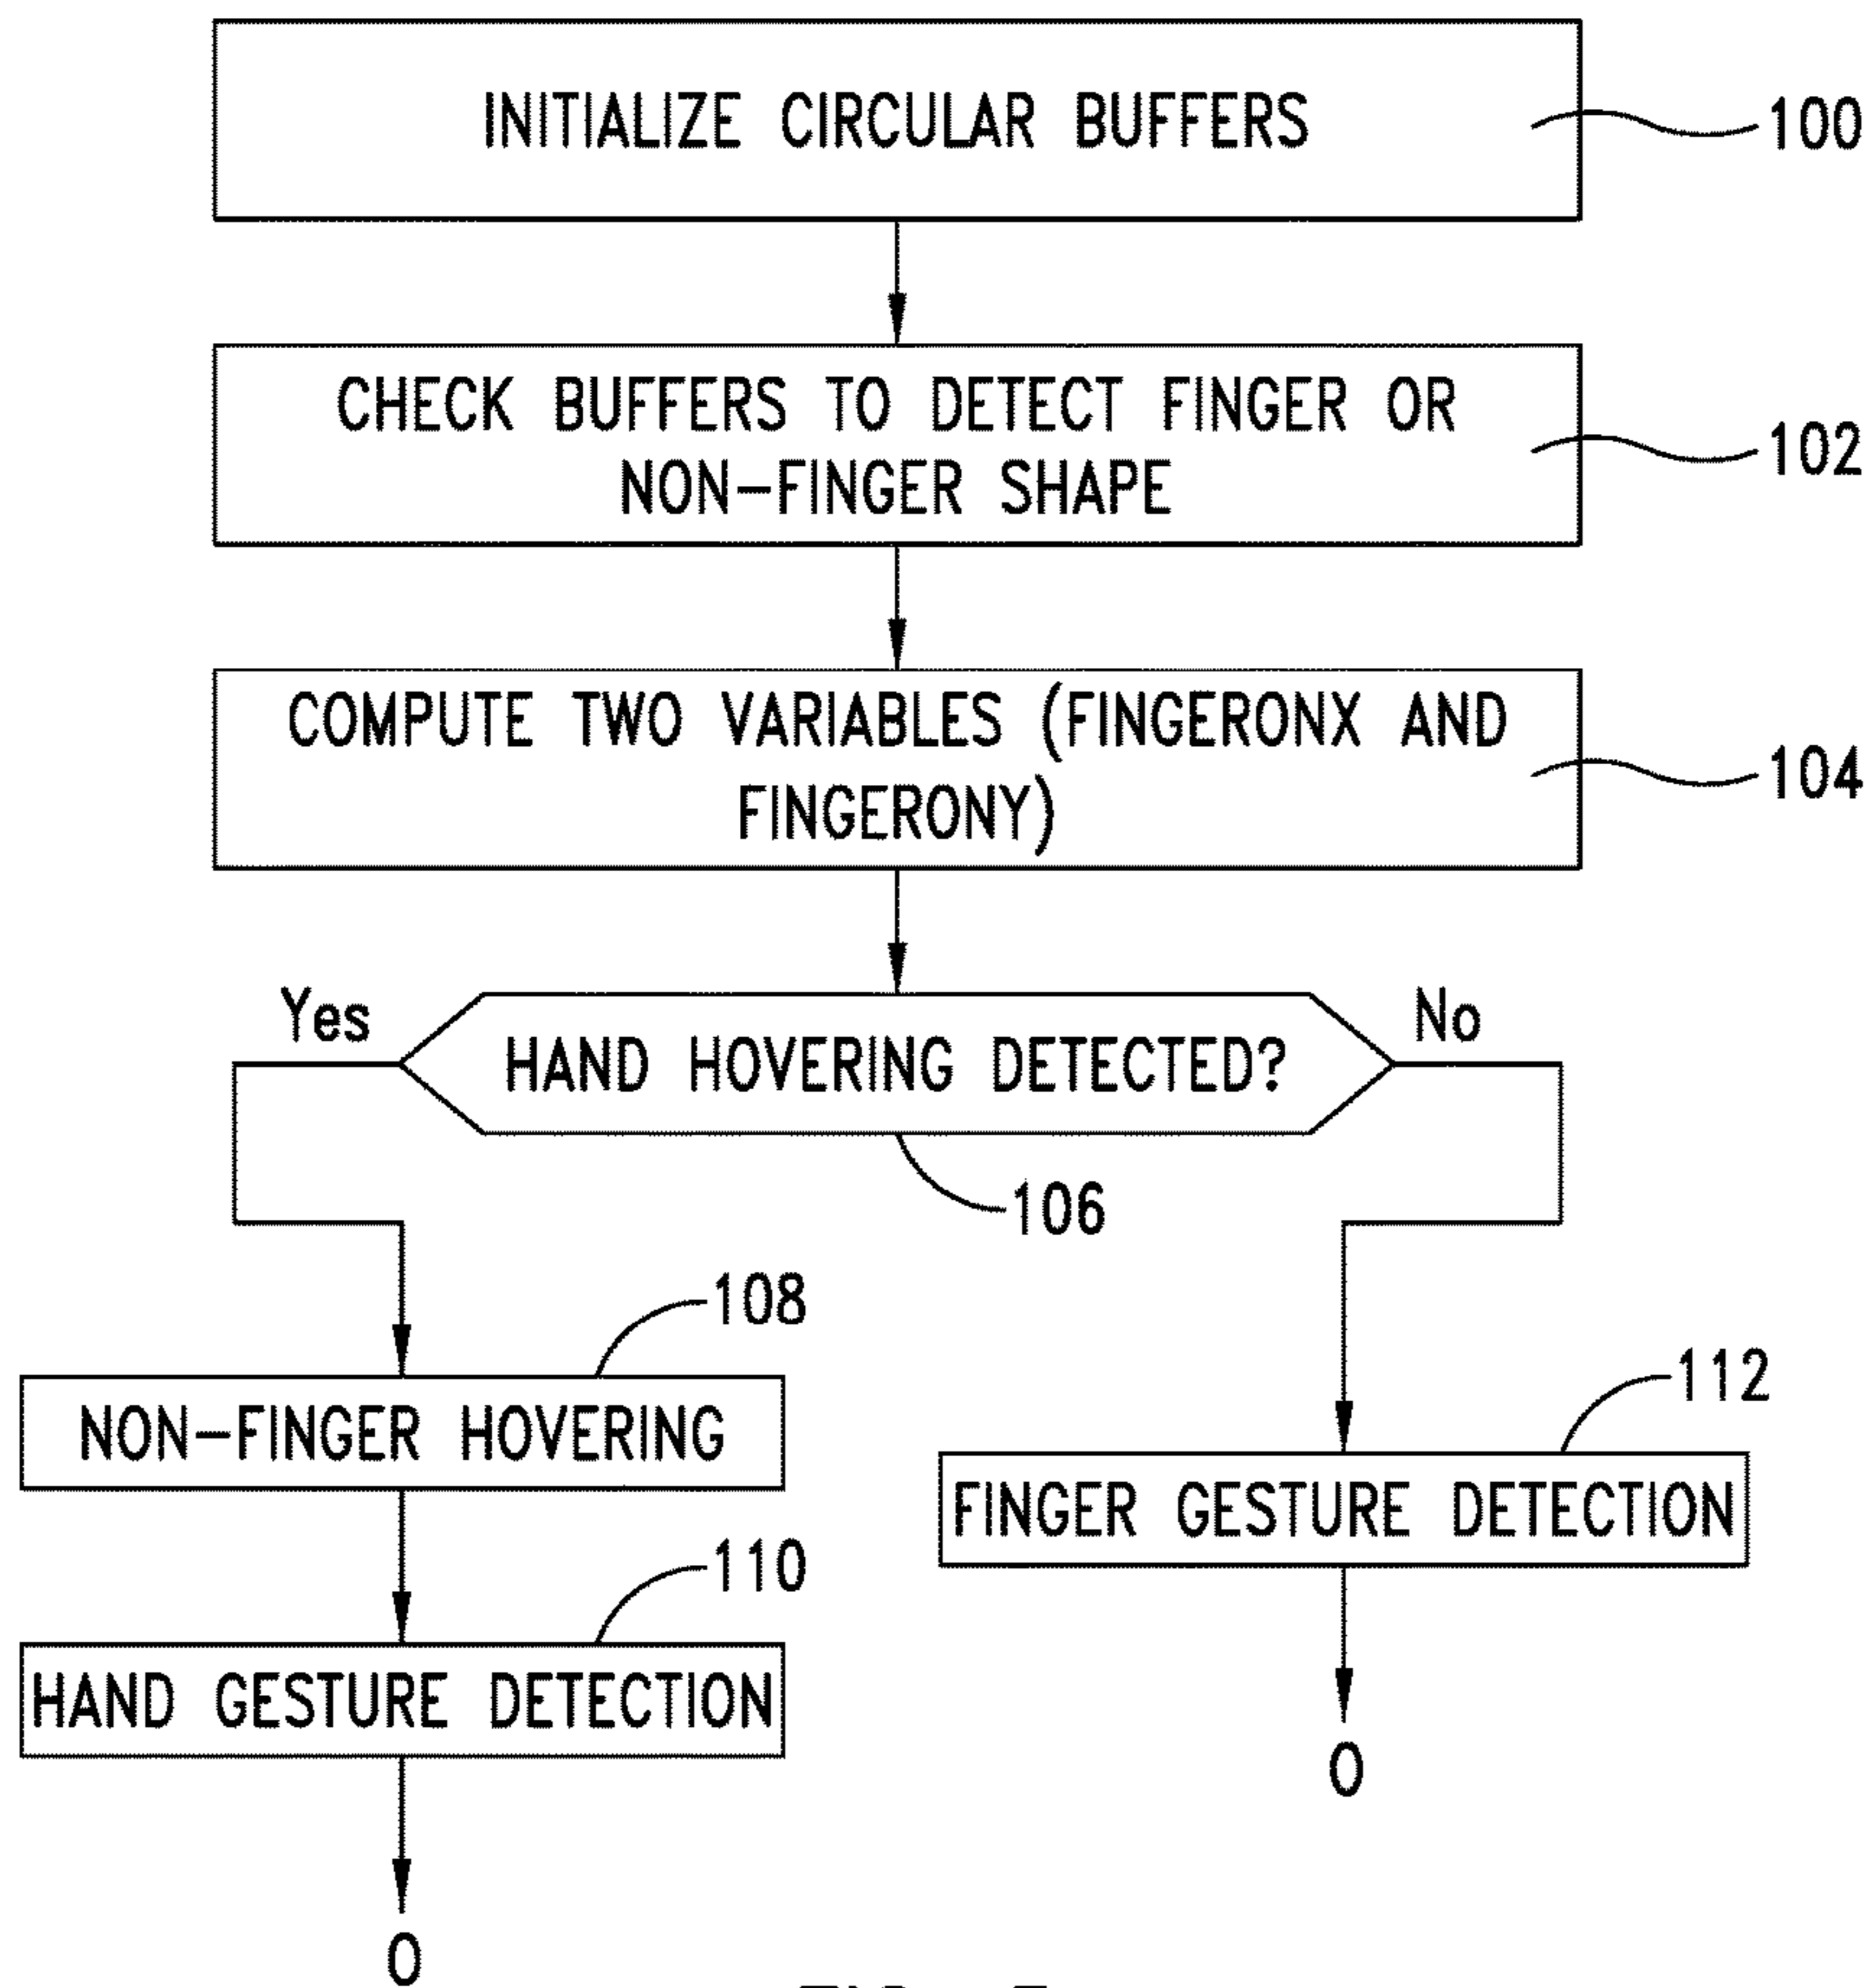 INITIALIZE CIRCULAR BUFFERS
100
CHECK BUFFERS TO DETECT FINGER OR
NON-FINGER SHAPE
102
COMPUTE TWO VARIABLES (FINGERONX AND
FINGERONY)
104
Yes
HAND HOVERING DETECTED?
No
106
108
NON-FINGER HOVERING
112
FINGER GESTURE DETECTION
110
HAND GESTURE DETECTION
O
O